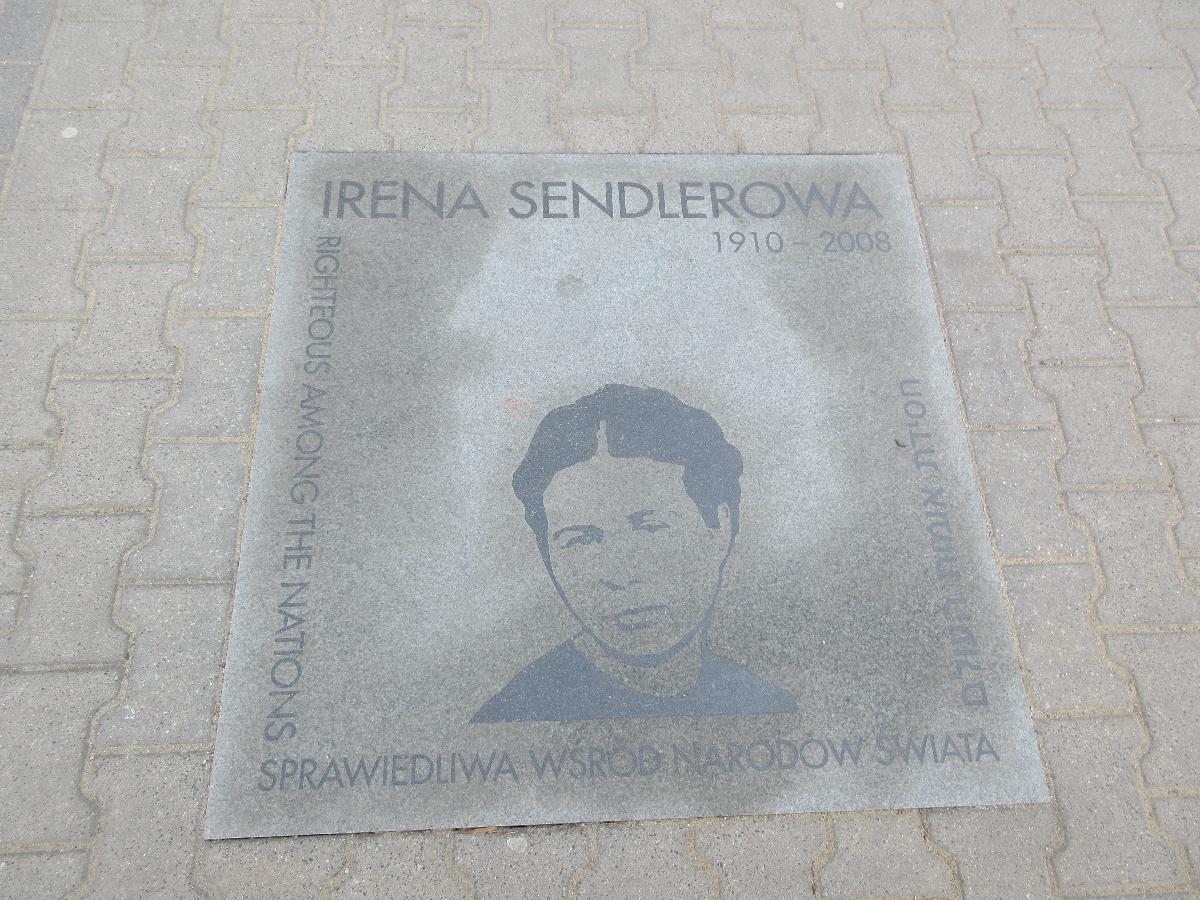 IRENA SENDLEROWA
1910 – 2008
RIGHTEOUS AMONG THE NATIONS
חסידת אומות העולם
SPRAWIEDLIWA WŚRÓD NARODÓW ŚWIATA